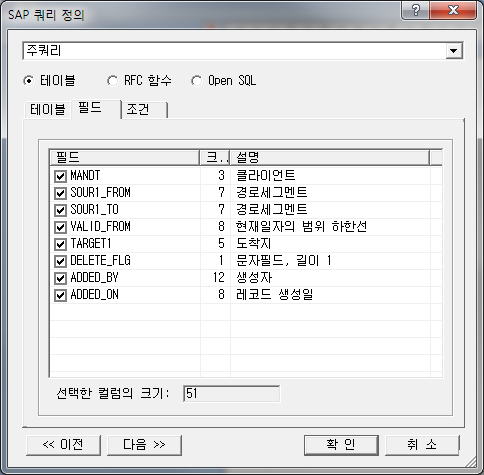 SAP 쿼리 정의
주쿼리
테이블 RFC 함수 Open SQL
테이블 필드 조건
필드 크.. 설명
MANDT 3 클라이언트
SOUR1_FROM 7 경로세그멘트
SOUR1_TO 7 경로세그멘트
VALID_FROM 8 현재일자의 범위 하한선
TARGET1 5 도착지
DELETE_FLG 1 문자필드, 길이 1
ADDED_BY 12 생성자
ADDED_ON 8 레코드 생성일
선택한 컬럼의 크기: 51
<< 이전 다음 >> 확 인 취 소